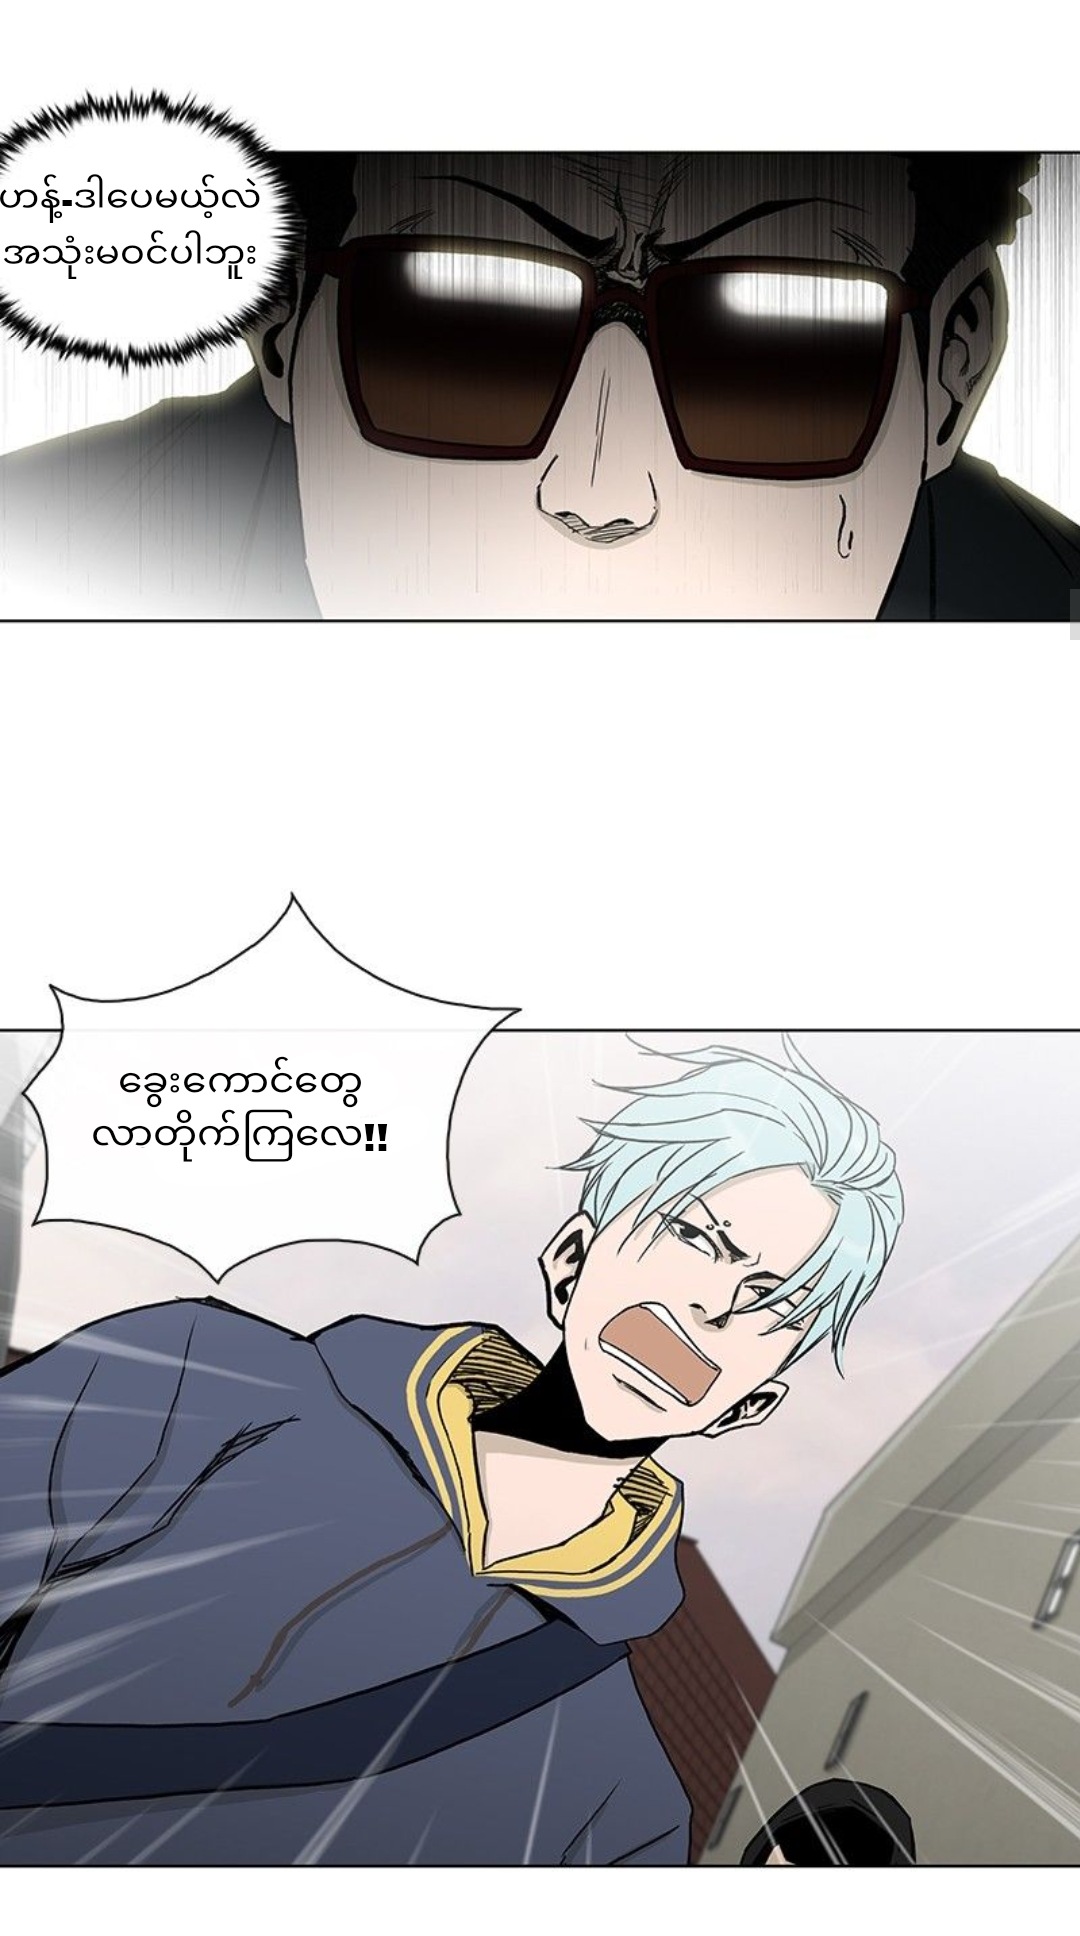 ဟန့်-ဒါပေမယ့်လဲ
အသုံးမဝင်ပါဘူး
ခွေးကောင်တွေ
လာတိုက်ကြလေ!!